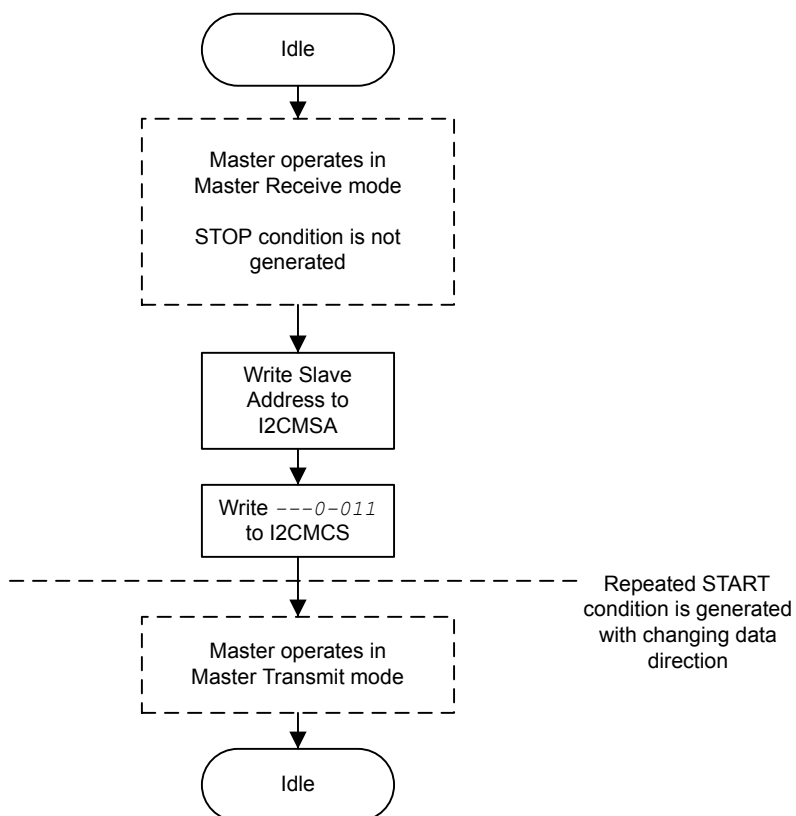 Idle
Master operates in
Master Receive mode
STOP condition is not
generated
Write Slave
Address to
I2CMSA
Write ---0-011
to I2CMCS
Repeated START
condition is generated
with changing data
direction
Master operates in
Master Transmit mode
Idle